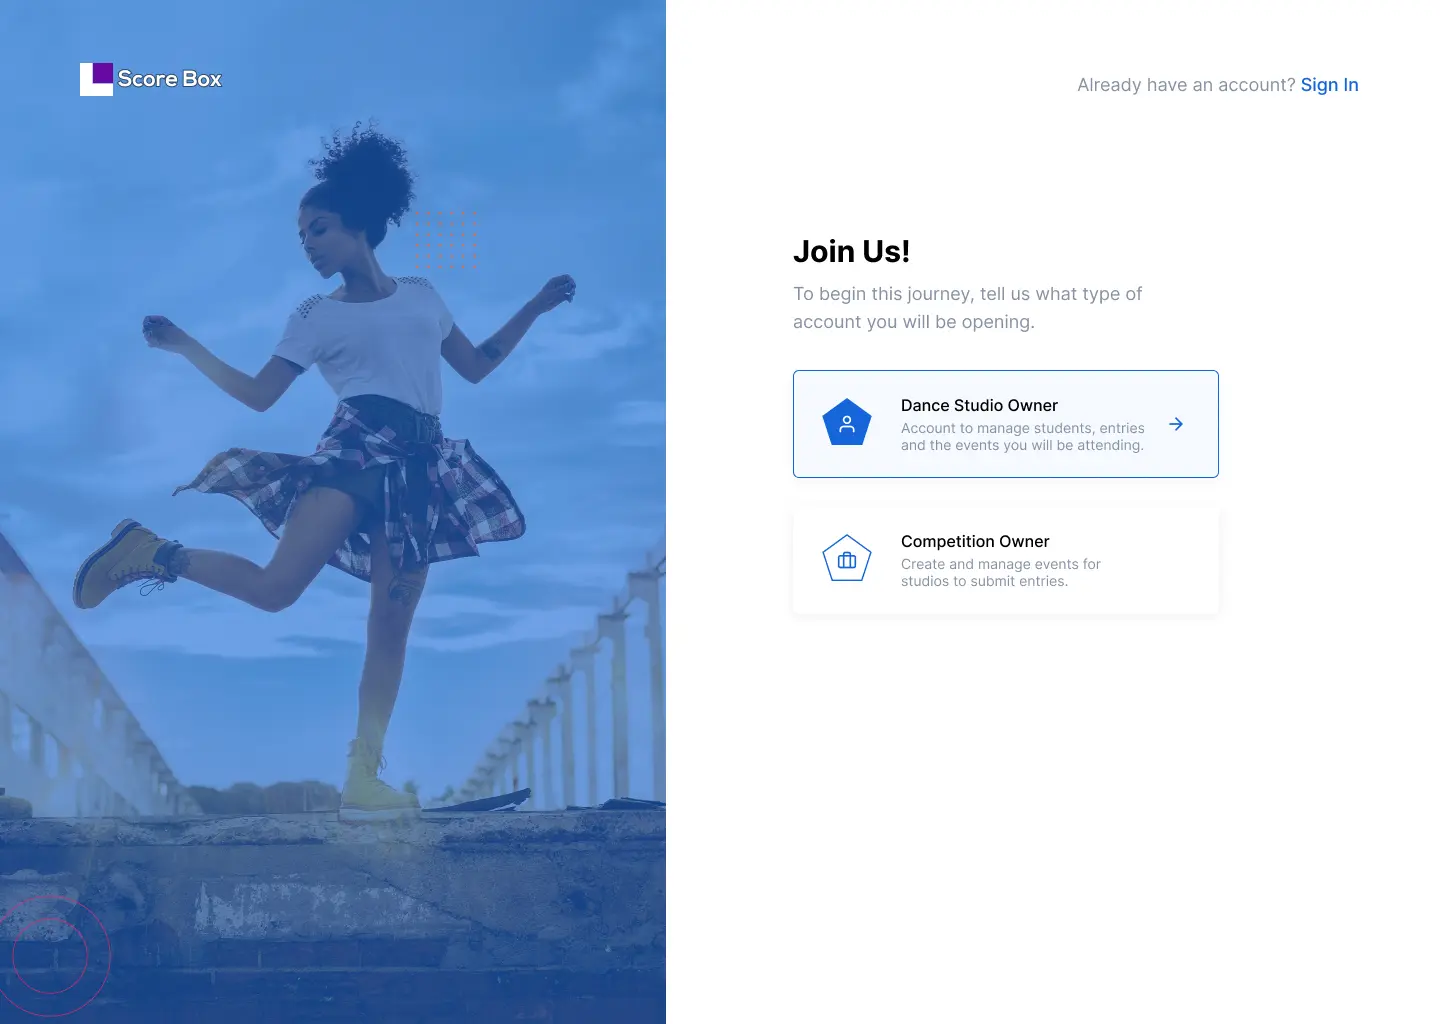 Score Box
Already have an account? Sign In
Join Us!
To begin this journey, tell us what type of
account you will be opening.
Dance Studio Owner
Account to manage students, entries
and the events you will be attending.
Competition Owner
Create and manage events for
studios to submit entries.